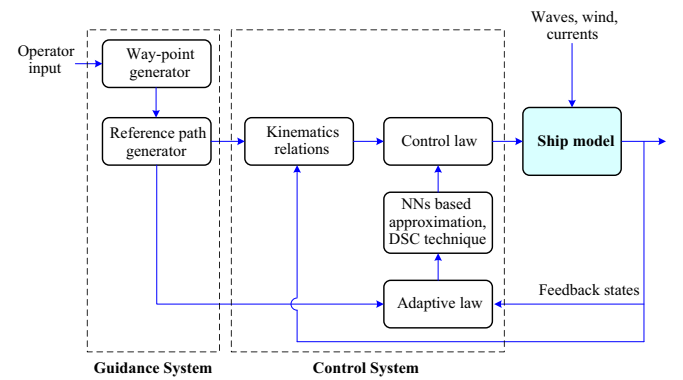 Waves, wind,
currents
Operator
input
Way-point
generator
Reference path
generator
Kinematics
relations
Control law
Ship model
NNs based
approximation,
DSC technique
Adaptive law
Feedback states
Guidance System
Control System